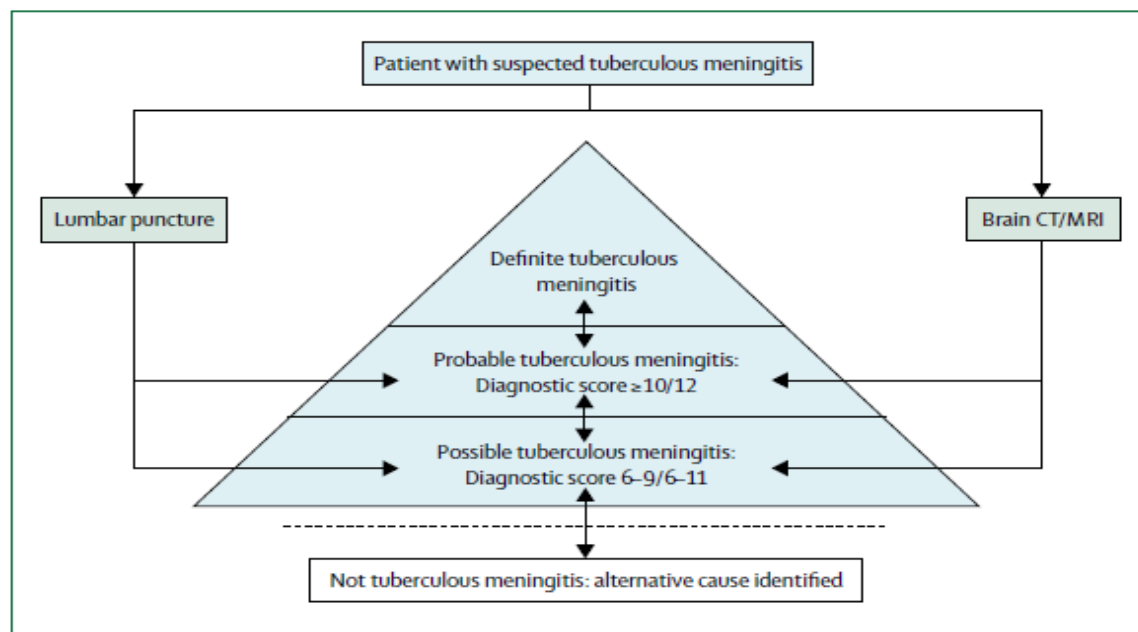 Patient with suspected tuberculous meningitis
Lumbar puncture
Brain CT/MRI
Definite tuberculous
meningitis
Probable tuberculous meningitis:
Diagnostic score ≥10/12
Possible tuberculous meningitis:
Diagnostic score 6–9/6–11
Not tuberculous meningitis: alternative cause identified